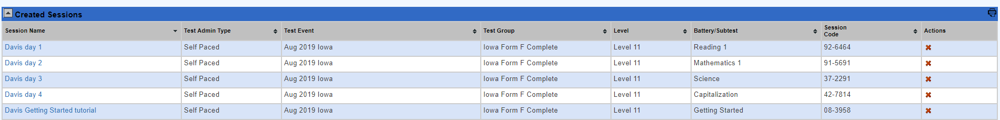 Created Sessions
Session Name Test Admin Type Test Event Test Group Level Battery/Subtest Session Code Actions
Davis day 1 Self Paced Aug 2019 Iowa Iowa Form F Complete Level 11 Reading 1 92-6464
Davis day 2 Self Paced Aug 2019 Iowa Iowa Form F Complete Level 11 Mathematics 1 91-5691
Davis day 3 Self Paced Aug 2019 Iowa Iowa Form F Complete Level 11 Science 37-2291
Davis day 4 Self Paced Aug 2019 Iowa Iowa Form F Complete Level 11 Capitalization 42-7814
Davis Getting Started tutorial Self Paced Aug 2019 Iowa Iowa Form F Complete Level 11 Getting Started 08-3958